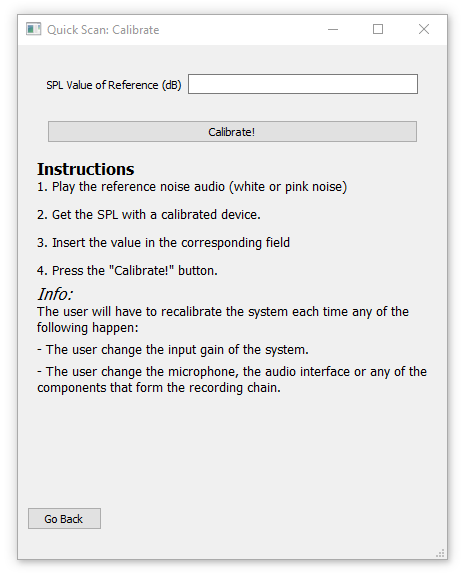 Quick Scan: Calibrate
SPL Value of Reference (dB)
Calibrate!
Instructions
1. Play the reference noise audio (white or pink noise)
2. Get the SPL with a calibrated device.
3. Insert the value in the corresponding field
4. Press the "Calibrate!" button.
Info:
The user will have to recalibrate the system each time any of the
following happen:
- The user change the input gain of the system.
- The user change the microphone, the audio interface or any of the
components that form the recording chain.
Go Back